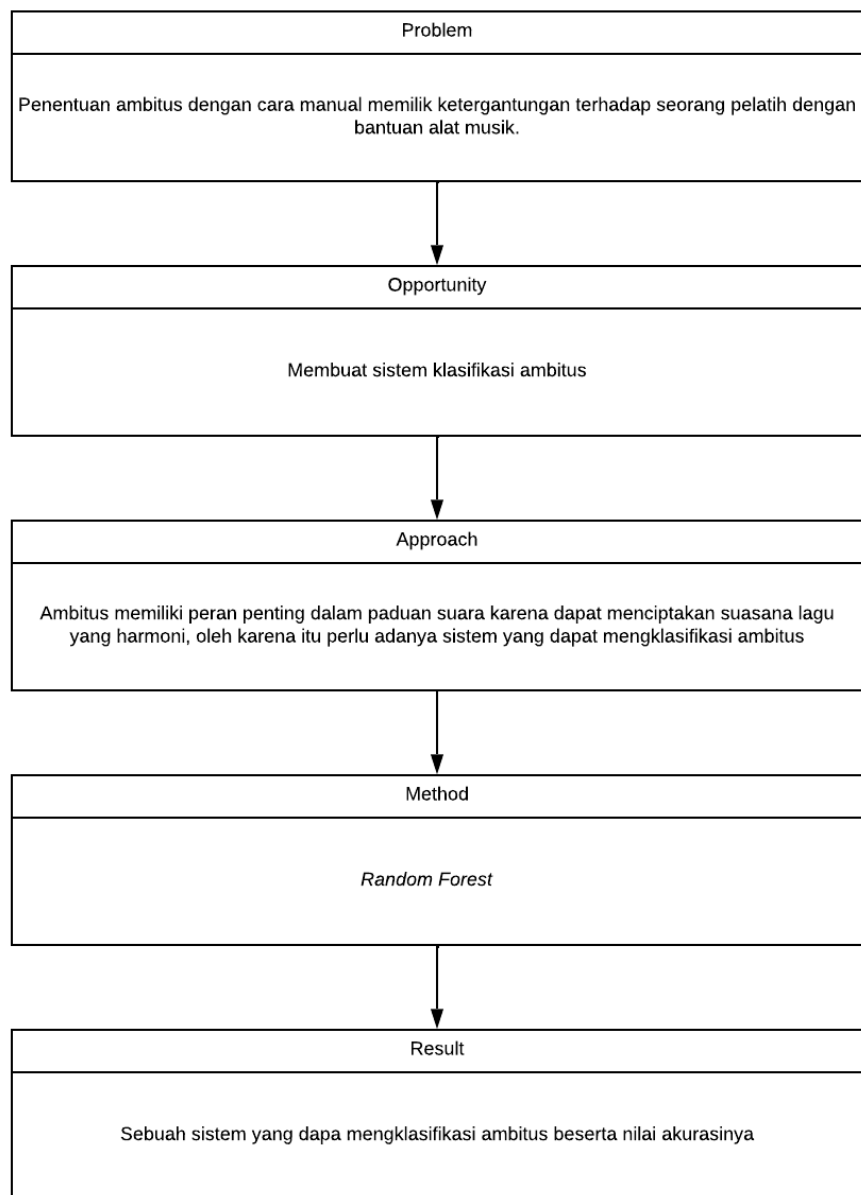 Problem
Penentuan ambitus dengan cara manual memilik ketergantungan terhadap seorang pelatih dengan
bantuan alat musik.
Opportunity
Membuat sistem klasifikasi ambitus
Approach
Ambitus memiliki peran penting dalam paduan suara karena dapat menciptakan suasana lagu
yang harmoni, oleh karena itu perlu adanya sistem yang dapat mengklasifikasi ambitus
Method
Random Forest
Result
Sebuah sistem yang dapa mengklasifikasi ambitus beserta nilai akurasinya